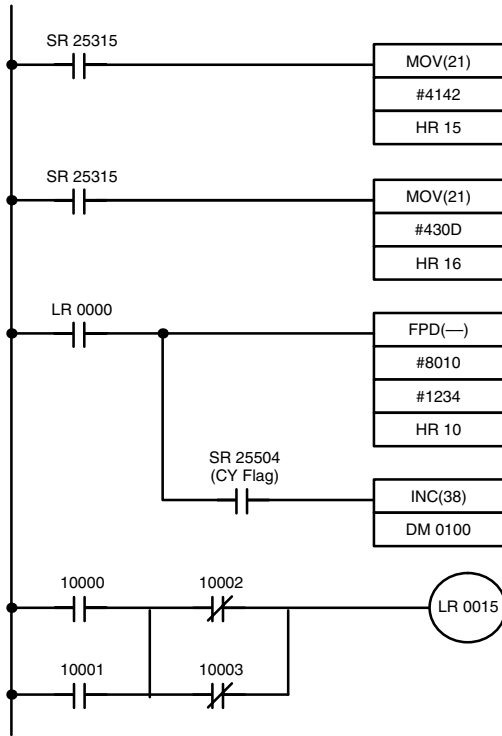 SR 25315
MOV(21)
#4142
HR 15
SR 25315
MOV(21)
#430D
HR 16
LR 0000
FPD(—)
#8010
#1234
HR 10
SR 25504
(CY Flag)
INC(38)
DM 0100
10000
10002
LR 0015
10001
10003